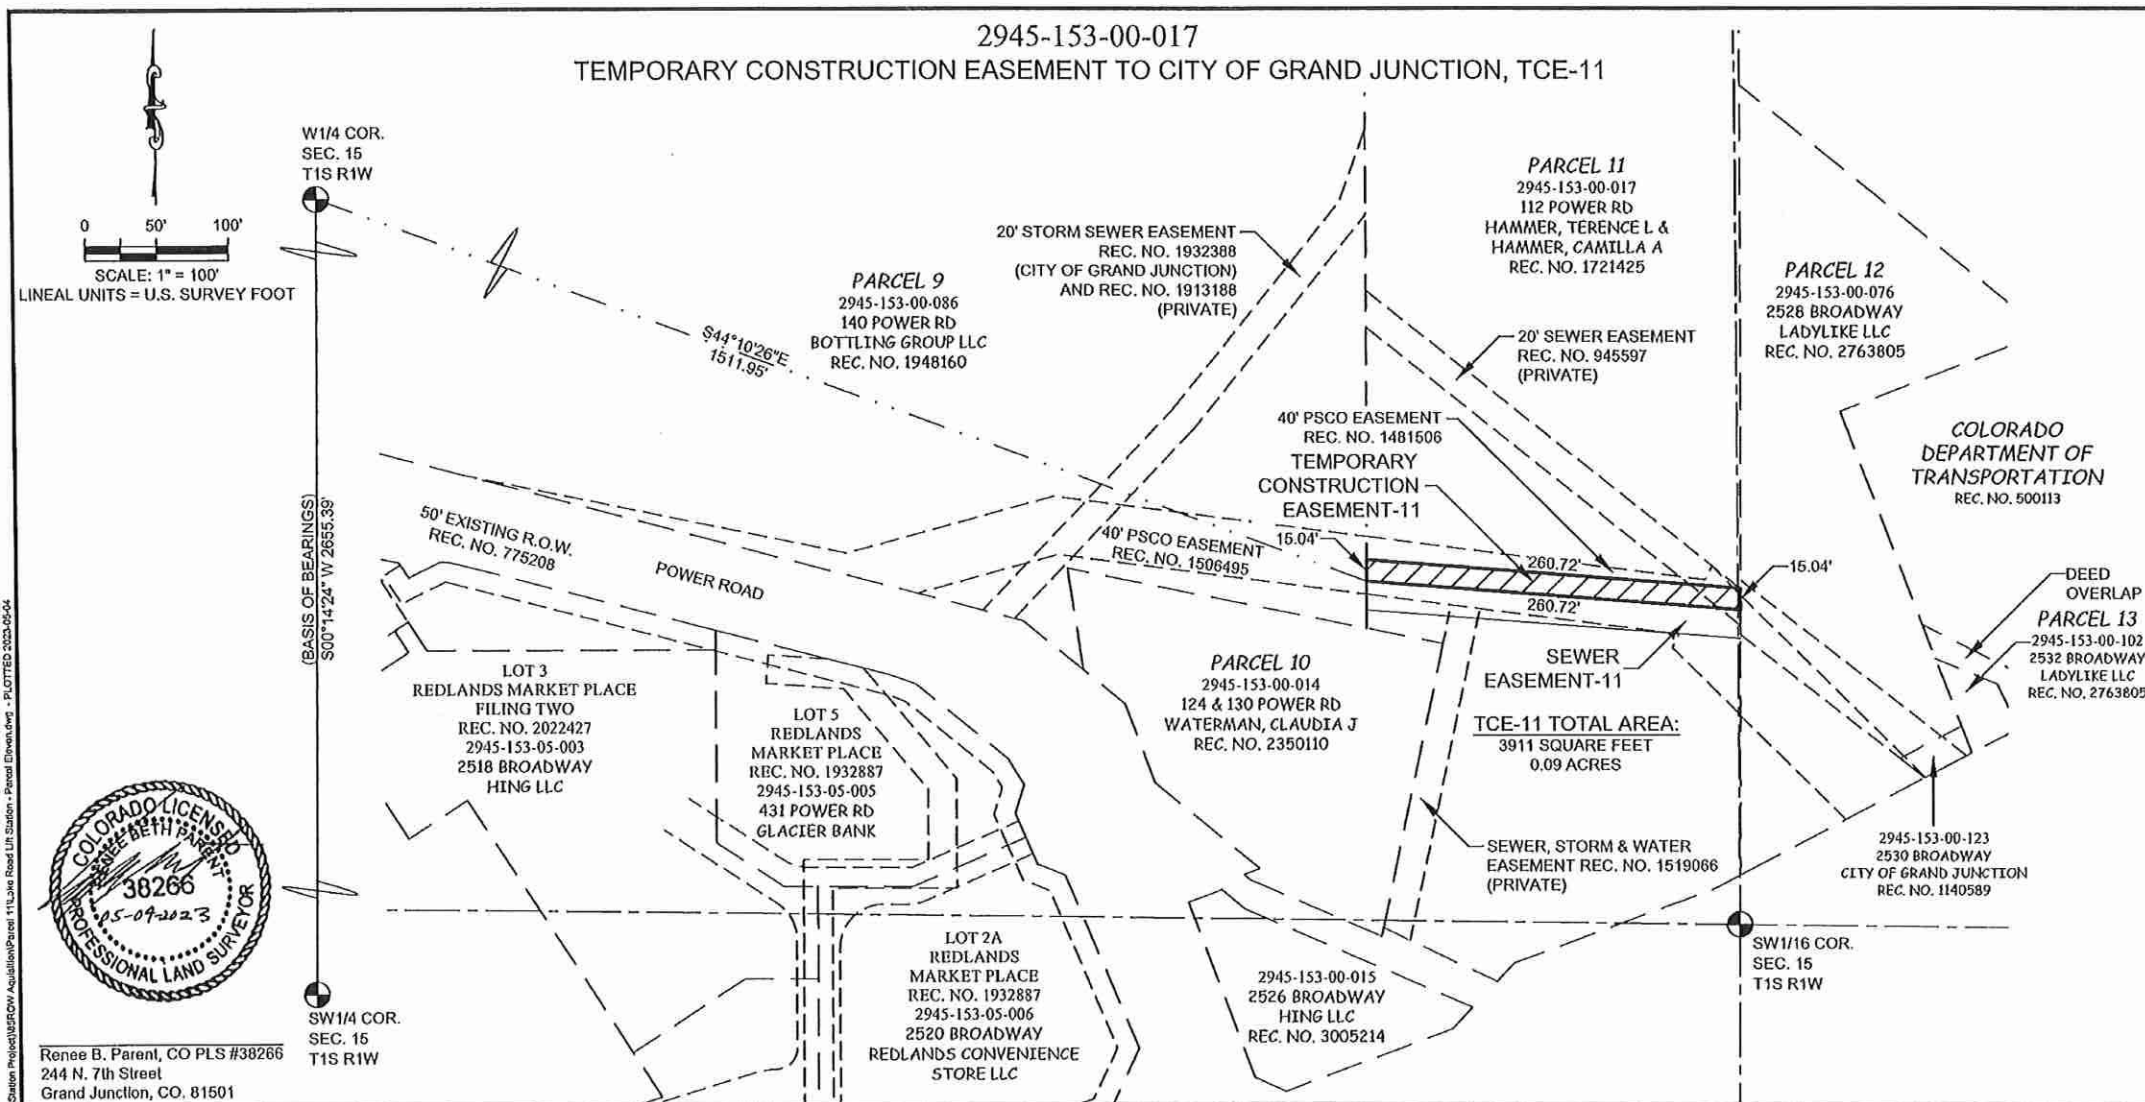 2945-153-00-017
TEMPORARY CONSTRUCTION EASEMENT TO CITY OF GRAND JUNCTION, TCE-11
W1/4 COR.
SEC. 15
T1S R1W
0 50' 100'
SCALE: 1" = 100'
LINEAL UNITS = U.S. SURVEY FOOT
S44°10'26"E
1511.95'
PARCEL 9
2945-153-00-086
140 POWER RD
BOTTLING GROUP LLC
REC. NO. 1948160
20' STORM SEWER EASEMENT
REC. NO. 1932388
(CITY OF GRAND JUNCTION)
AND REC. NO. 1913188
(PRIVATE)
PARCEL 11
2945-153-00-017
112 POWER RD
HAMMER, TERENCE L &
HAMMER, CAMILLA A
REC. NO. 1721425
PARCEL 12
2945-153-00-076
2528 BROADWAY
LADYLIKE LLC
REC. NO. 2763805
20' SEWER EASEMENT
REC. NO. 945597
(PRIVATE)
40' PSCO EASEMENT
REC. NO. 1481506
TEMPORARY
CONSTRUCTION
EASEMENT-11
COLORADO
DEPARTMENT OF
TRANSPORTATION
REC. NO. 500113
(BASIS OF BEARINGS)
S00°14'24" W 2655.39'
50' EXISTING R.O.W.
REC. NO. 775208
POWER ROAD
40' PSCO EASEMENT
REC. NO. 1506495
15.04'
260.72'
260.72'
15.04'
DEED
OVERLAP
PARCEL 13
2945-153-00-102
2532 BROADWAY
LADYLIKE LLC
REC. NO. 2763805
SEWER
EASEMENT-11
LOT 3
REDLANDS MARKET PLACE
FILING TWO
REC. NO. 2022427
2945-153-05-003
2518 BROADWAY
HING LLC
LOT 5
REDLANDS
MARKET PLACE
REC. NO. 1932887
2945-153-05-005
431 POWER RD
GLACIER BANK
PARCEL 10
2945-153-00-014
124 & 130 POWER RD
WATERMAN, CLAUDIA J
REC. NO. 2350110
TCE-11 TOTAL AREA:
3911 SQUARE FEET
0.09 ACRES
SEWER, STORM & WATER
EASEMENT REC. NO. 1519066
(PRIVATE)
2945-153-00-123
2530 BROADWAY
CITY OF GRAND JUNCTION
REC. NO. 1140589
COLORADO LICENSED
RENEE BETH PARENT
38266
05-04-2023
PROFESSIONAL LAND SURVEYOR
LOT 2A
REDLANDS
MARKET PLACE
REC. NO. 1932887
2945-153-05-006
2520 BROADWAY
REDLANDS CONVENIENCE
STORE LLC
2945-153-00-015
2526 BROADWAY
HING LLC
REC. NO. 3005214
SW1/16 COR.
SEC. 15
T1S R1W
SW1/4 COR.
SEC. 15
T1S R1W
Renee B. Parent, CO PLS #38266
244 N. 7th Street
Grand Junction, CO. 81501
Road Lift Station - Parcel Eleven.dwg - PLOTTED 2023-05-04